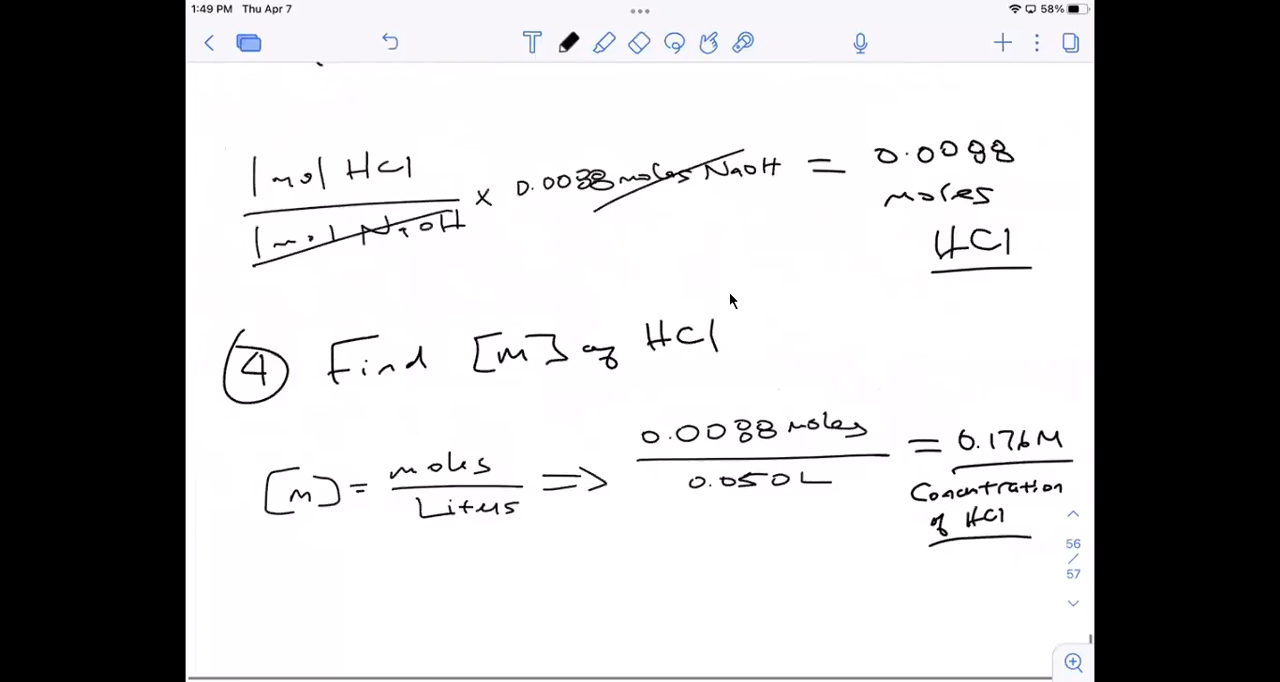 1:49 PM Thu Apr 7
58%
1 mol HCl
1 mol NaOH
x 0.0088 moles NaOH = 0.0088
moles
HCl
4 Find [M] of HCl
[M] = moles
Liters
=> 0.0088 moles
0.050 L
= 0.176 M
Concentration
of HCl
56
/
57